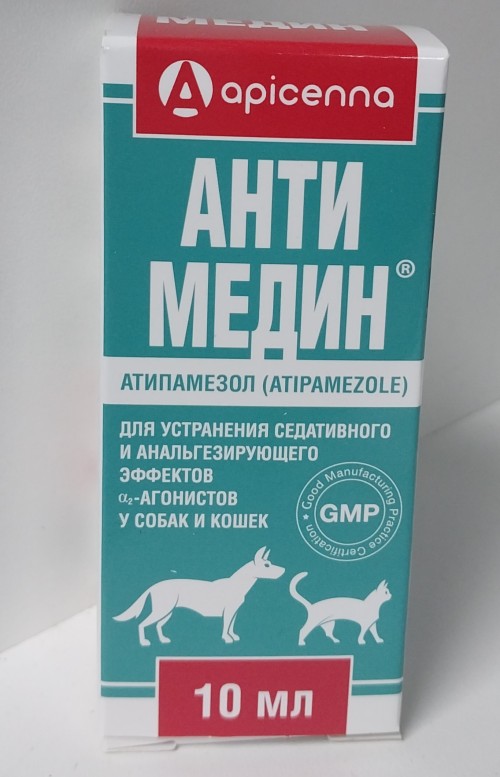 МЕДИН
apicenna
АНТИ
МЕДИН®
АТИПАМЕЗОЛ (ATIPAMEZOLE)
ДЛЯ УСТРАНЕНИЯ СЕДАТИВНОГО
И АНАЛЬГЕЗИРУЮЩЕГО
ЭФФЕКТОВ
α₂-АГОНИСТОВ
У СОБАК И КОШЕК
Good Manufacturing Practice Certification
GMP
10 мл